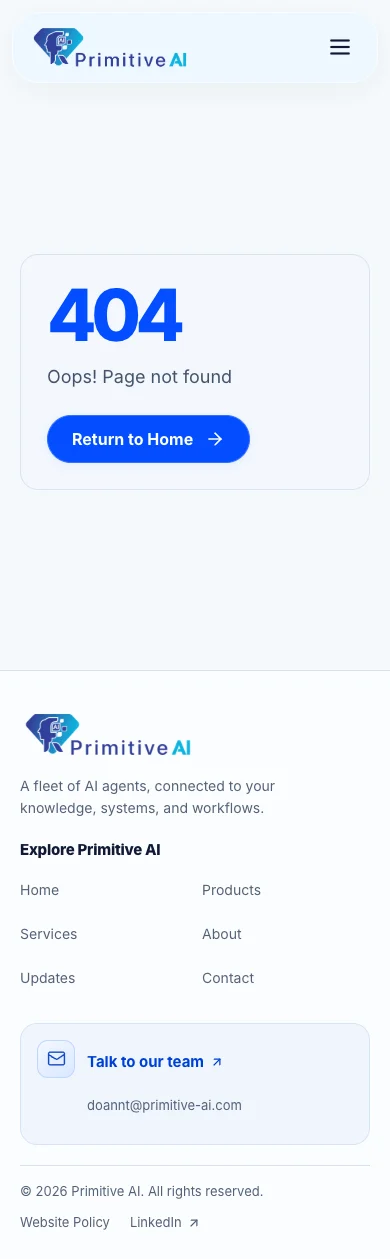 Primitive AI
404
Oops! Page not found
Return to Home
Primitive AI
A fleet of AI agents, connected to your
knowledge, systems, and workflows.
Explore Primitive AI
Home
Products
Services
About
Updates
Contact
Talk to our team
doannt@primitive-ai.com
© 2026 Primitive AI. All rights reserved.
Website Policy
LinkedIn